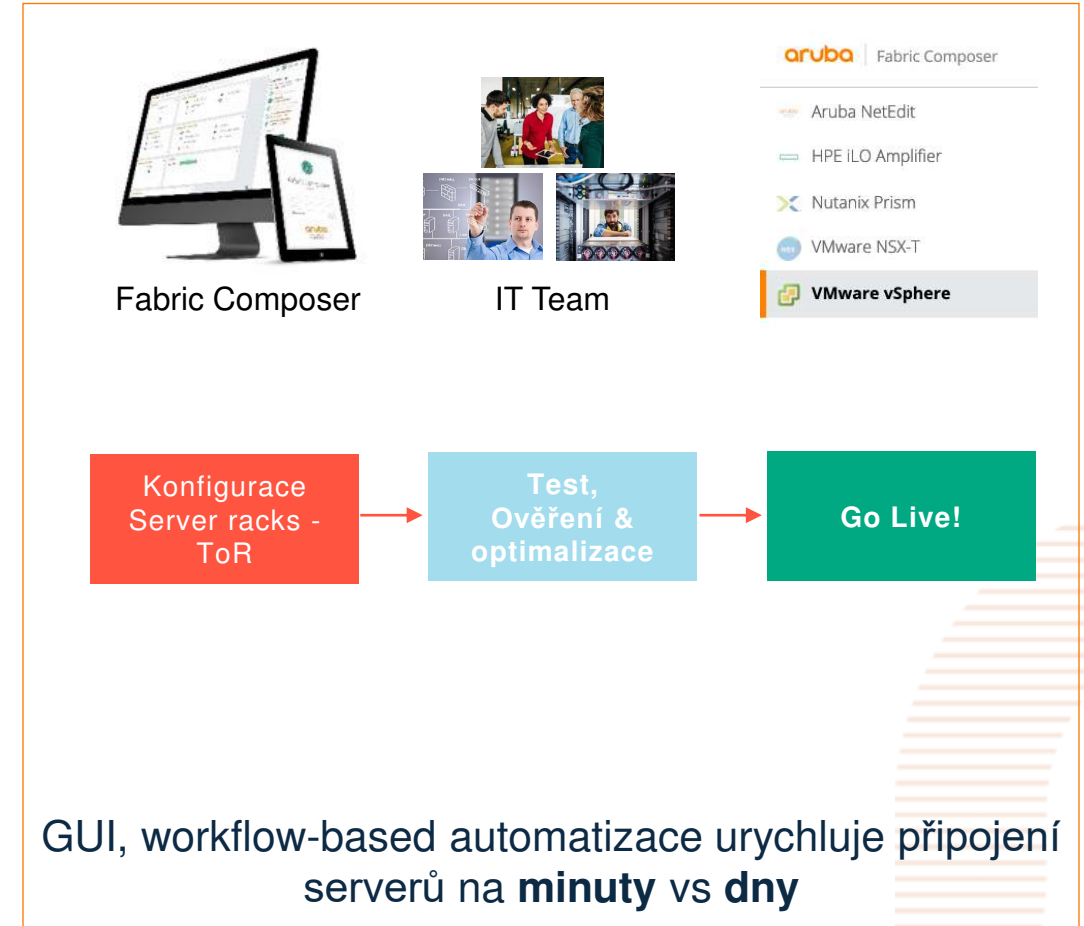 aruba Fabric Composer
Aruba NetEdit
HPE iLO Amplifier
Nutanix Prism
VMware NSX-T
VMware vSphere
Fabric Composer
IT Team
Konfigurace
Server racks -
ToR
Test,
Ověření &
optimalizace
Go Live!
GUI, workflow-based automatizace urychluje připojení
serverů na minuty vs dny